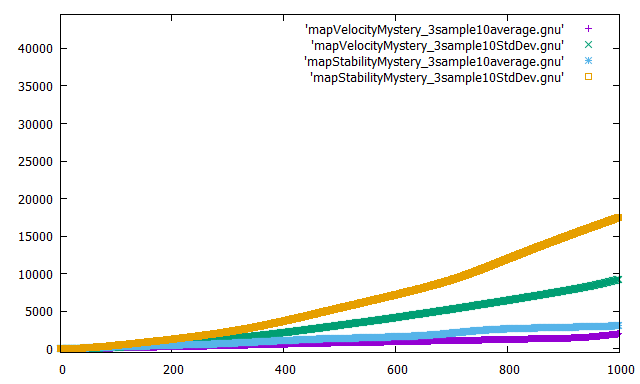 'mapVelocityMystery_3sample10average.gnu'
'mapVelocityMystery_3sample10StdDev.gnu'
'mapStabilityMystery_3sample10average.gnu'
'mapStabilityMystery_3sample10StdDev.gnu'
40000
35000
30000
25000
20000
15000
10000
5000
0
0 200 400 600 800 1000